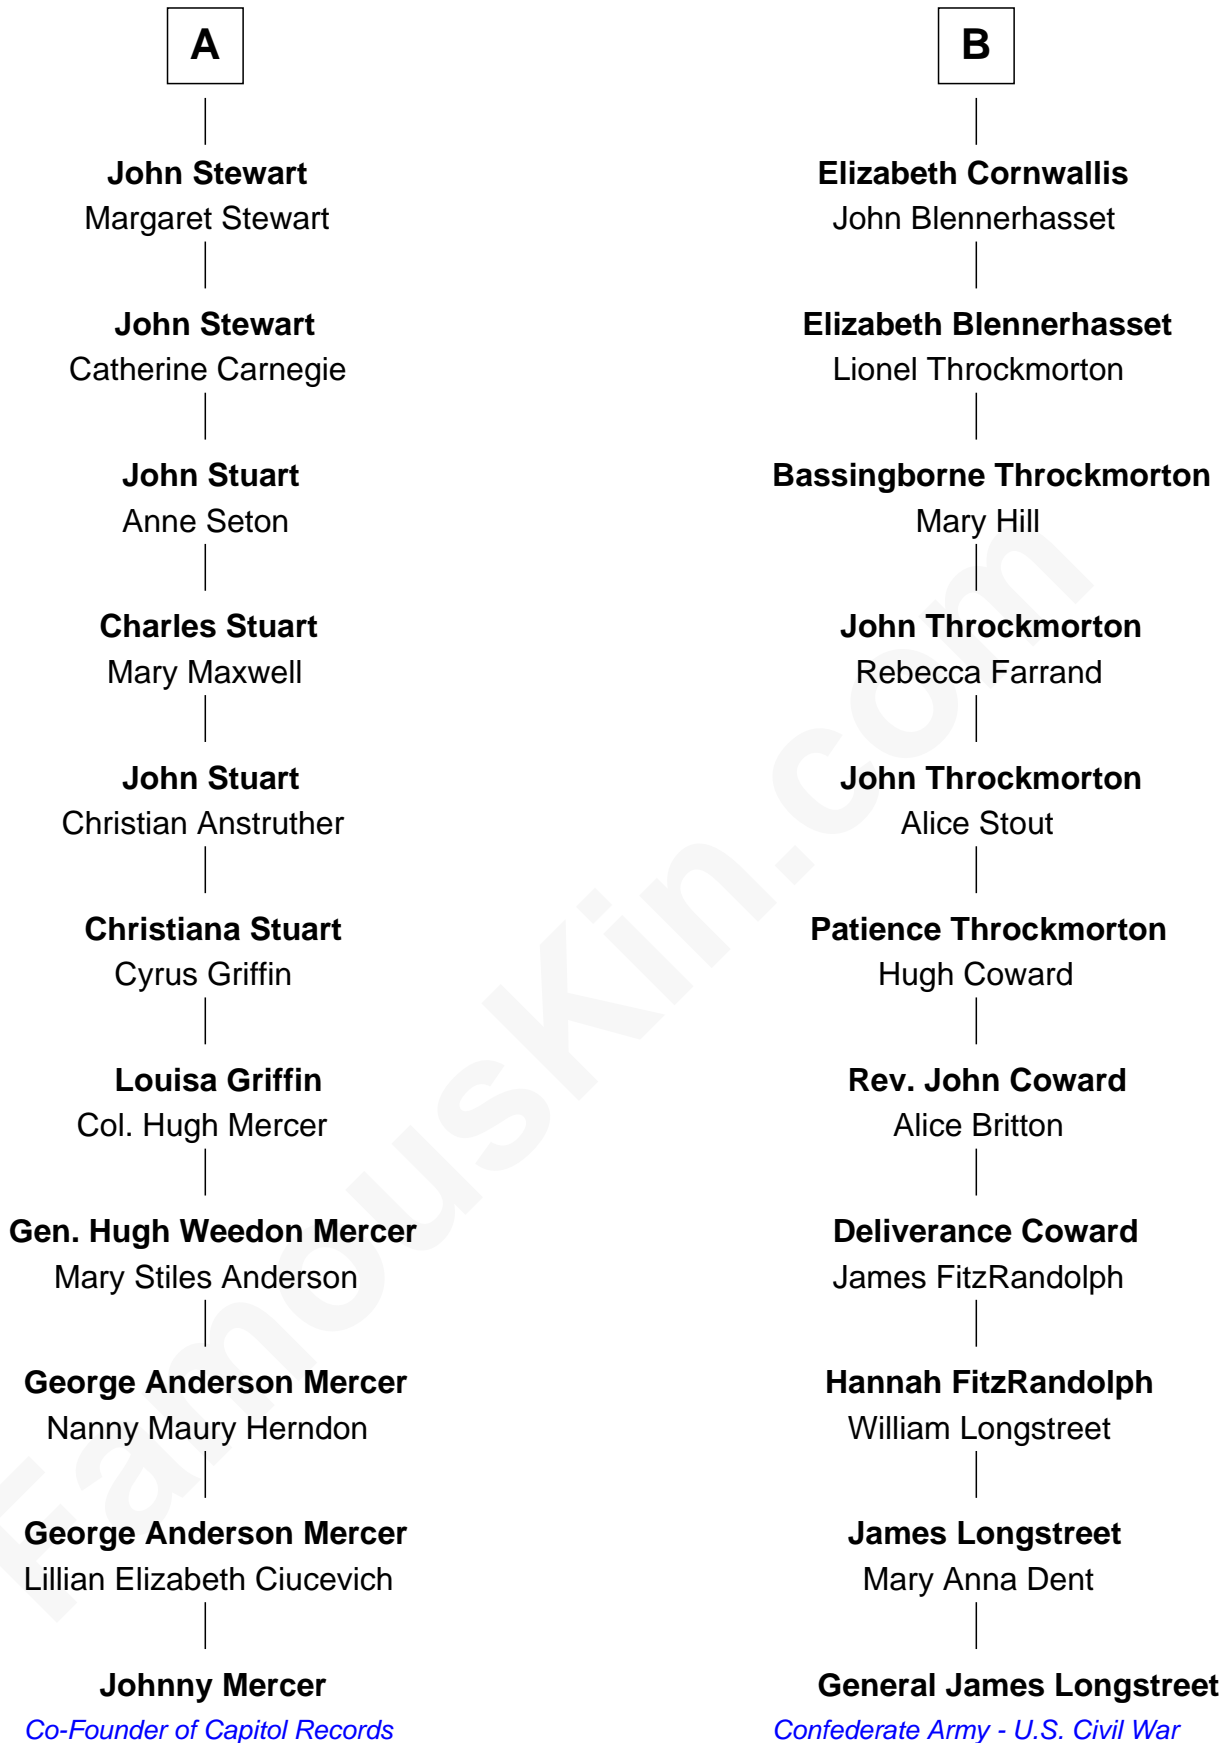 A
John Stewart
Margaret Stewart
John Stewart
Catherine Carnegie
John Stuart
Anne Seton
Charles Stuart
Mary Maxwell
John Stuart
Christian Anstruther
Christiana Stuart
Cyrus Griffin
Louisa Griffin
Col. Hugh Mercer
Gen. Hugh Weedon Mercer
Mary Stiles Anderson
George Anderson Mercer
Nanny Maury Herndon
George Anderson Mercer
Lillian Elizabeth Ciucevich
Johnny Mercer
Co-Founder of Capitol Records
B
Elizabeth Cornwallis
John Blennerhasset
Elizabeth Blennerhasset
Lionel Throckmorton
Bassingborne Throckmorton
Mary Hill
John Throckmorton
Rebecca Farrand
John Throckmorton
Alice Stout
Patience Throckmorton
Hugh Coward
Rev. John Coward
Alice Britton
Deliverance Coward
James FitzRandolph
Hannah FitzRandolph
William Longstreet
James Longstreet
Mary Anna Dent
General James Longstreet
Confederate Army - U.S. Civil War
FamousKin.com